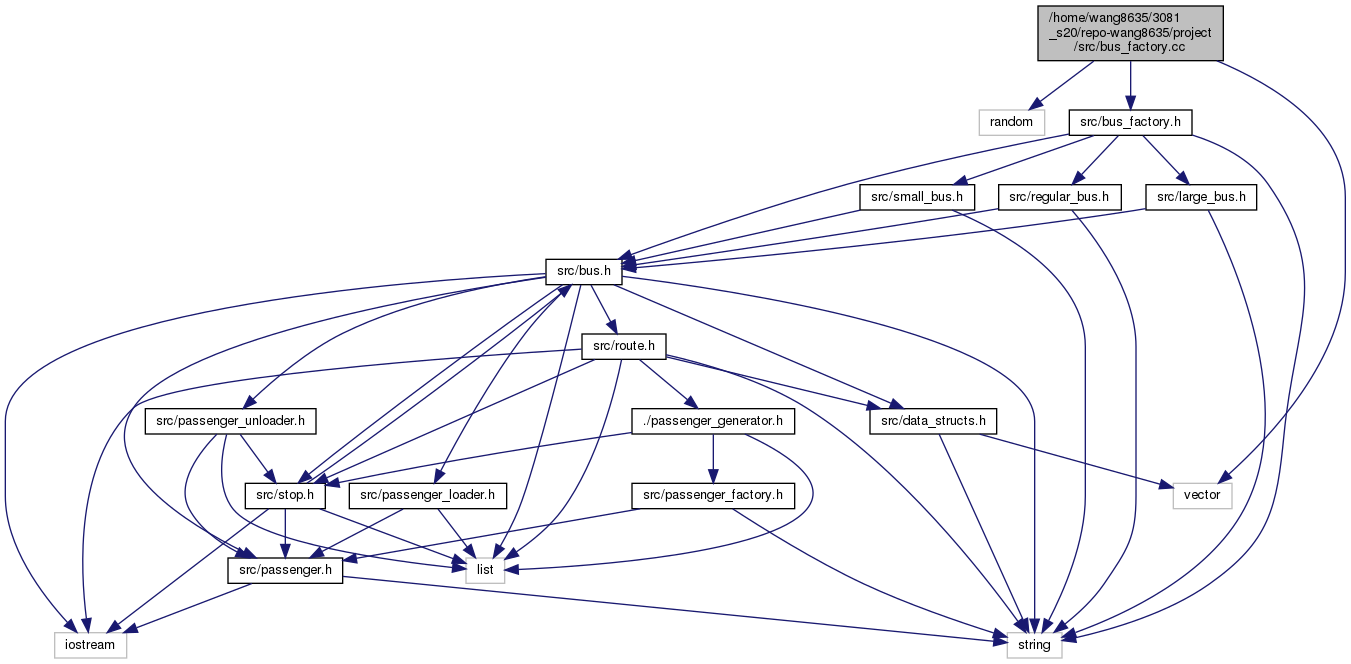 /home/wang8635/3081
_s20/repo-wang8635/project
/src/bus_factory.cc
random
src/bus_factory.h
src/small_bus.h
src/regular_bus.h
src/large_bus.h
src/bus.h
src/route.h
src/passenger_unloader.h
./passenger_generator.h
src/data_structs.h
src/stop.h
src/passenger_loader.h
src/passenger_factory.h
vector
src/passenger.h
list
iostream
string